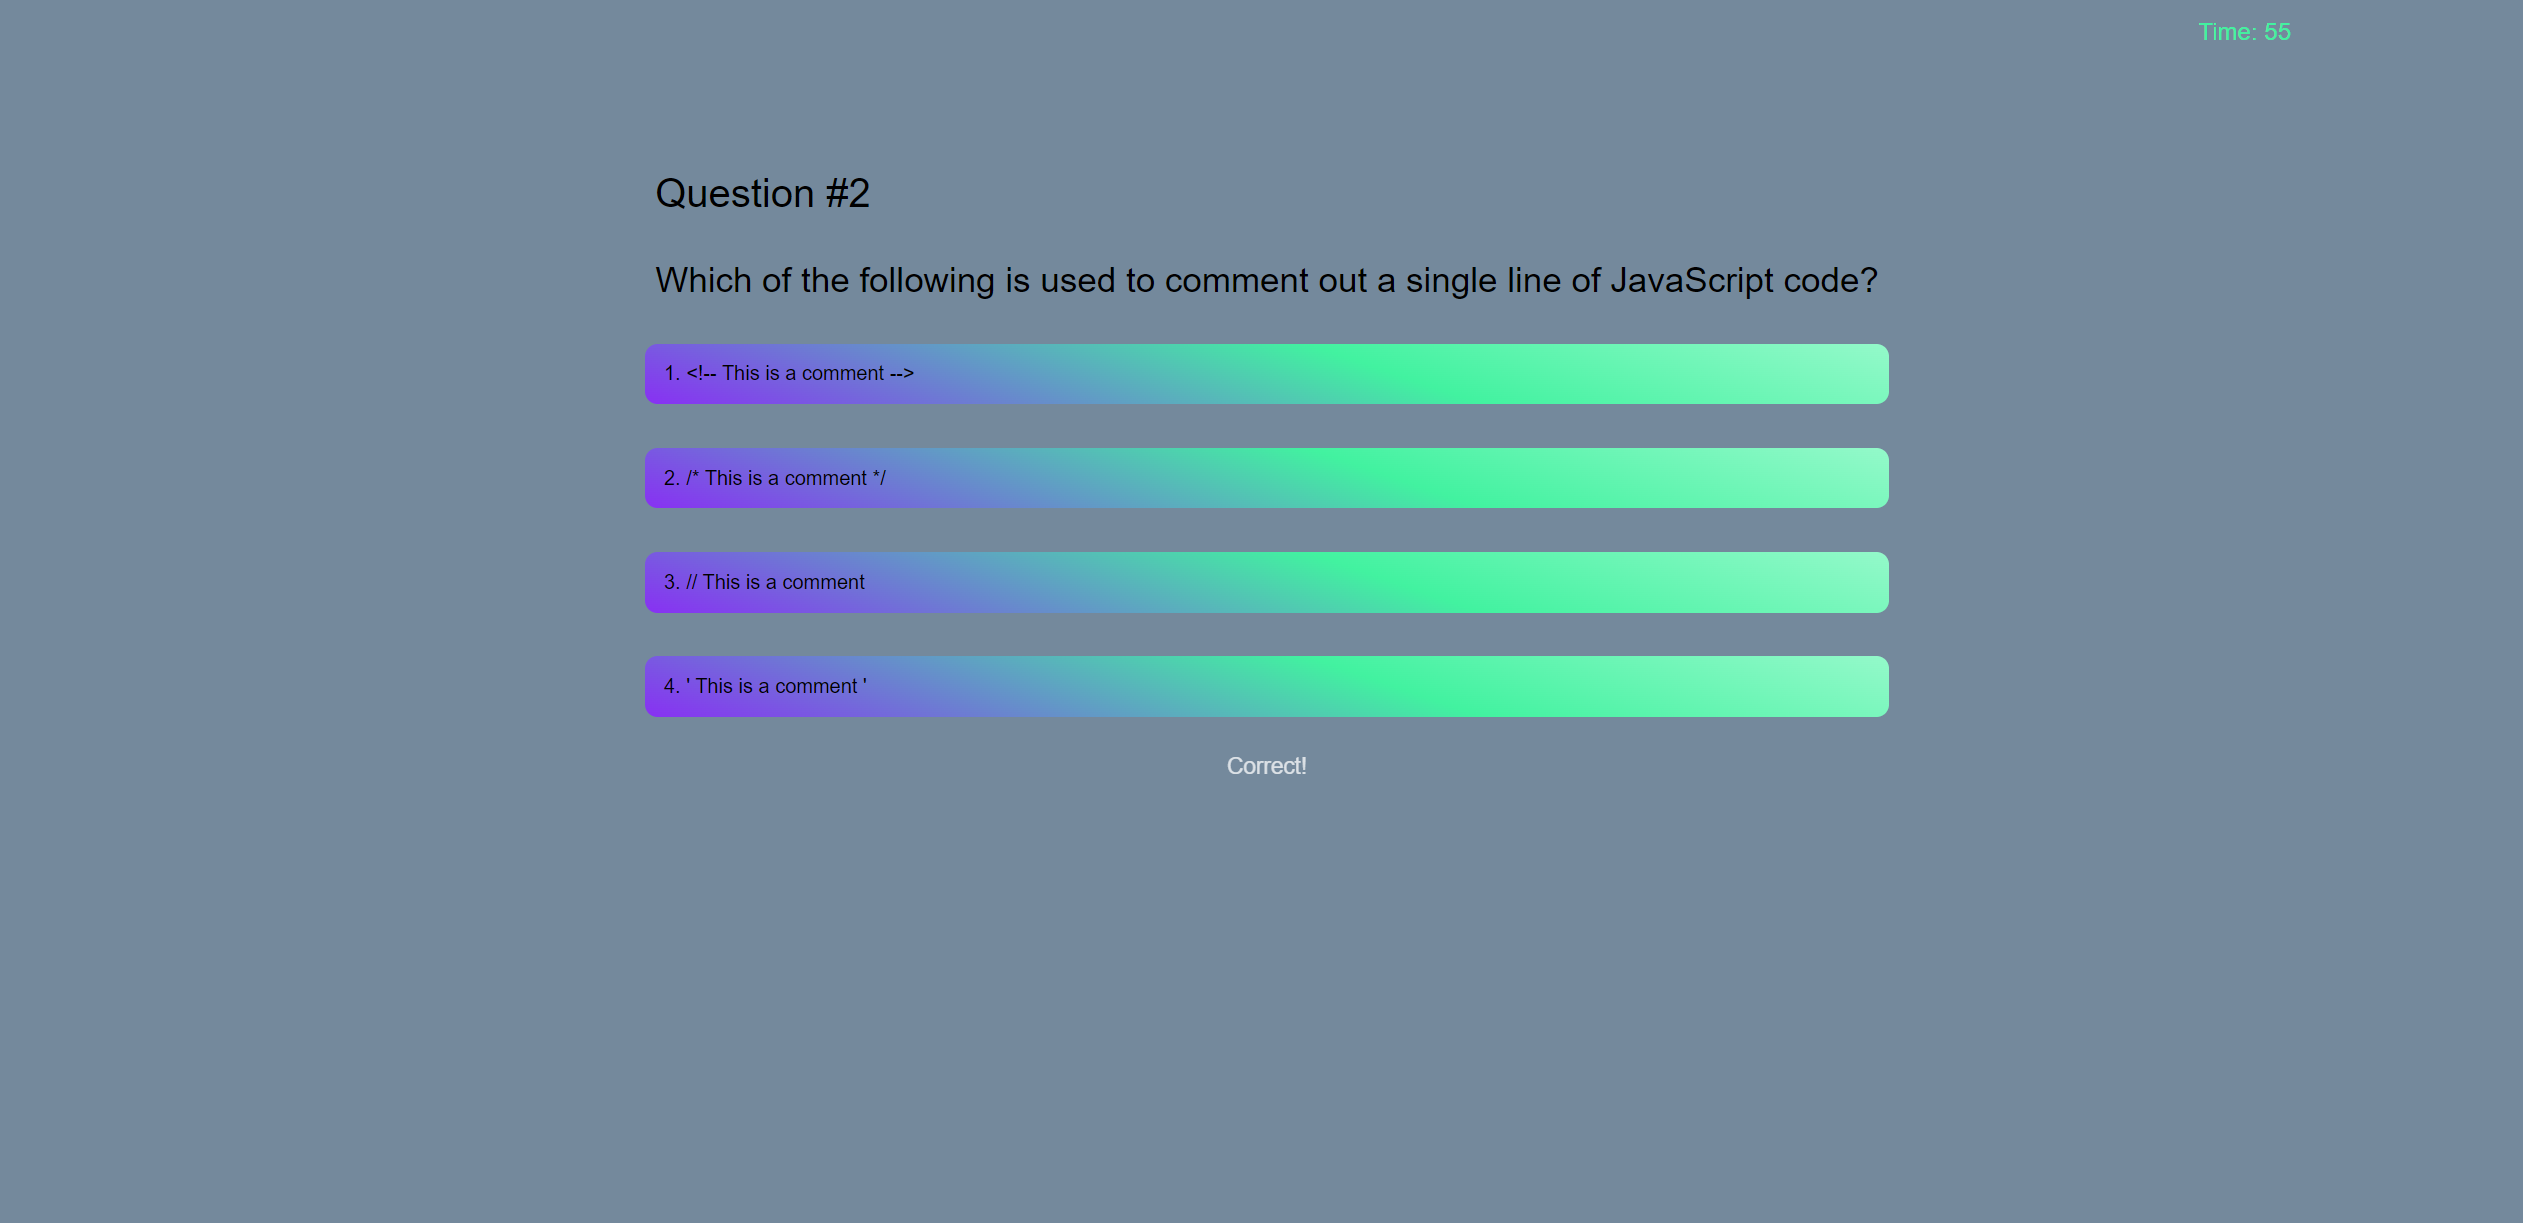 Time: 55
Question #2
Which of the following is used to comment out a single line of JavaScript code?
1. <!-- This is a comment -->
2. /* This is a comment */
3. // This is a comment
4. ' This is a comment '
Correct!